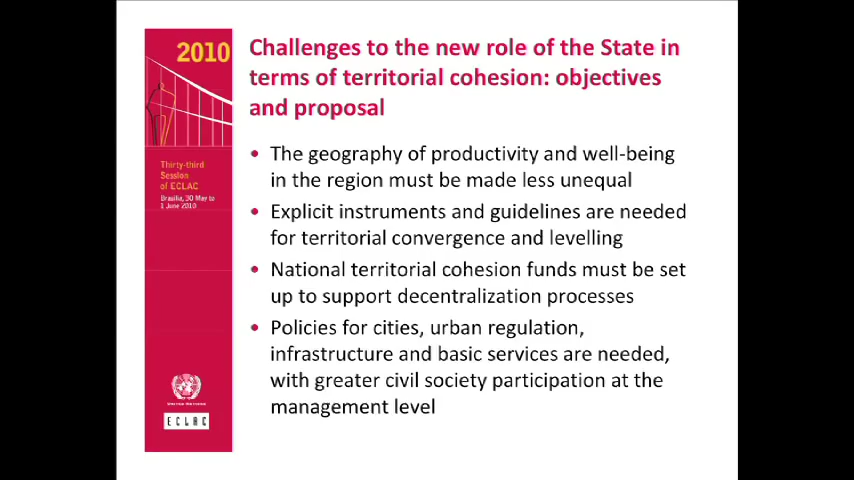 2010
Thirty-third
Session
of ECLAC
Brasilia, 30 May to
1 June 2010
ECLAC
Challenges to the new role of the State in
terms of territorial cohesion: objectives
and proposal
• The geography of productivity and well-being
in the region must be made less unequal
• Explicit instruments and guidelines are needed
for territorial convergence and levelling
• National territorial cohesion funds must be set
up to support decentralization processes
• Policies for cities, urban regulation,
infrastructure and basic services are needed,
with greater civil society participation at the
management level